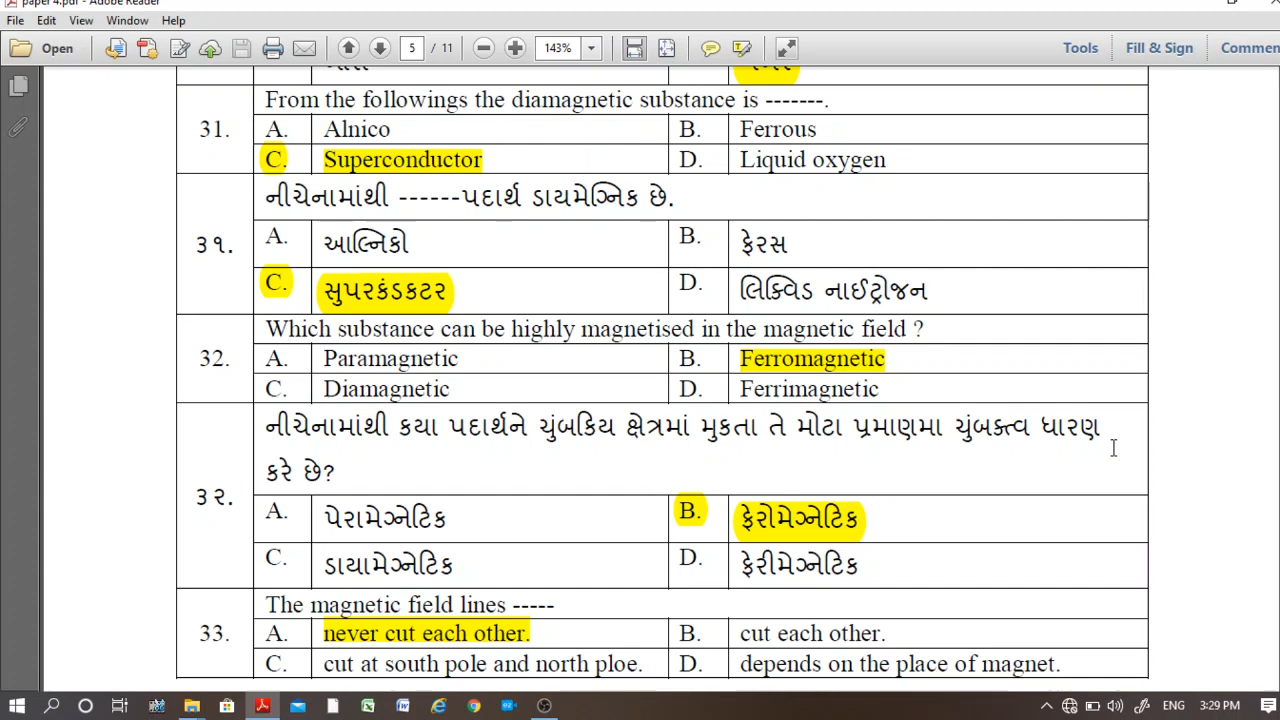 paper 4.pdf - Adobe Reader
File Edit View Window Help
Open 5 / 11 143% Tools Fill & Sign Commen
31. From the followings the diamagnetic substance is -------.
A. Alnico B. Ferrous
C. Superconductor D. Liquid oxygen
૩૧. નીચેનામાંથી ------પદાર્થ ડાયમેગ્નિક છે.
A. આલ્નિકો B. ફેરસ
C. સુપરકંડકટર D. લિક્વિડ નાઈટ્રોજન
32. Which substance can be highly magnetised in the magnetic field ?
A. Paramagnetic B. Ferromagnetic
C. Diamagnetic D. Ferrimagnetic
૩૨. નીચેનામાંથી કયા પદાર્થને ચુંબકિય ક્ષેત્રમાં મુકતા તે મોટા પ્રમાણમા ચુંબક્ત્વ ધારણ
કરે છે?
A. પેરામેગ્નેટિક B. ફેરોમેગ્નેટિક
C. ડાયામેગ્નેટિક D. ફેરીમેગ્નેટિક
33. The magnetic field lines -----
A. never cut each other. B. cut each other.
C. cut at south pole and north ploe. D. depends on the place of magnet.
ENG 3:29 PM